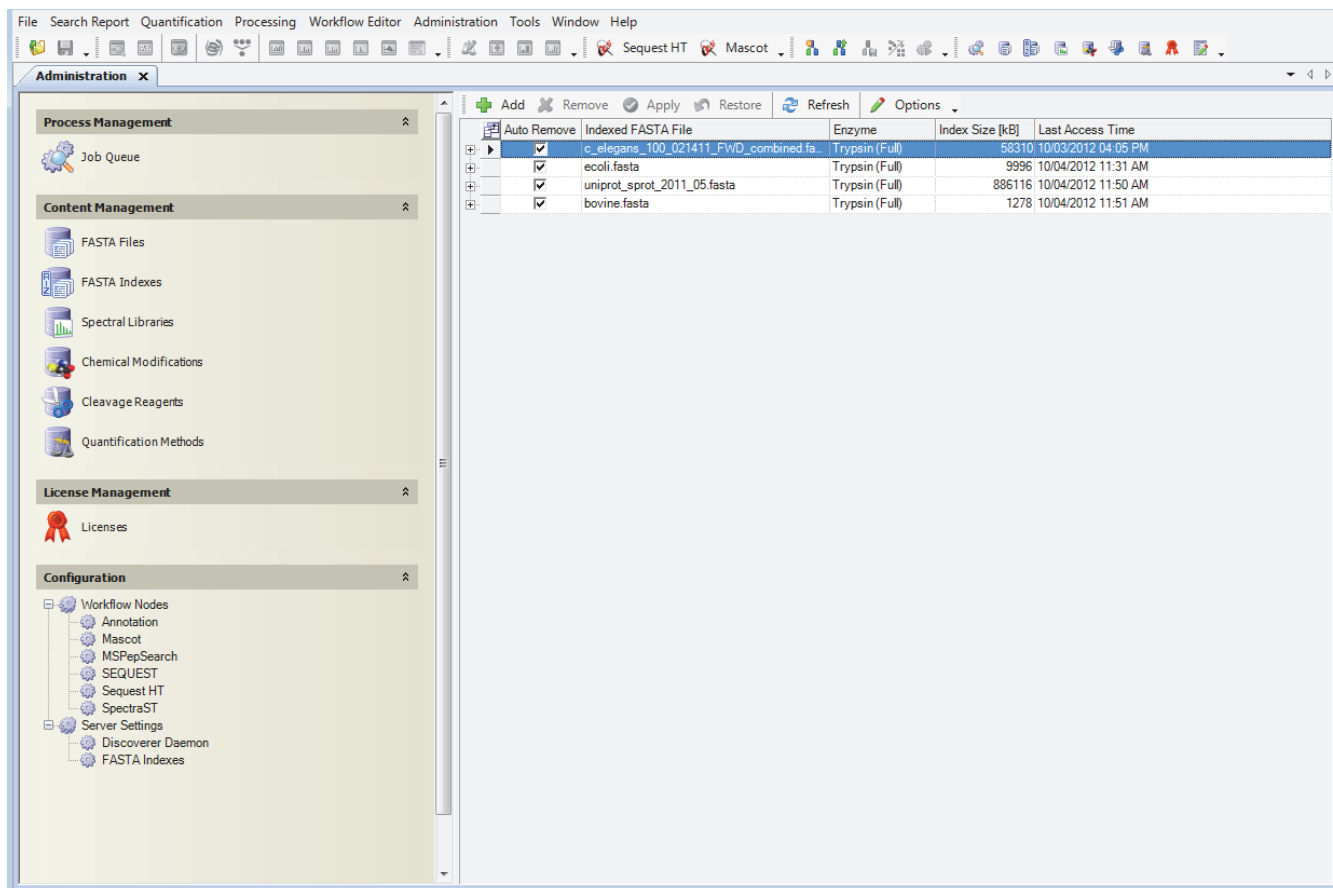 File Search Report Quantification Processing Workflow Editor Administration Tools Window Help
Sequest HT Mascot
Administration x
Process Management
Job Queue
Content Management
FASTA Files
FASTA Indexes
Spectral Libraries
Chemical Modifications
Cleavage Reagents
Quantification Methods
License Management
Licenses
Configuration
Workflow Nodes
Annotation
Mascot
MSPepSearch
SEQUEST
Sequest HT
SpectraST
Server Settings
Discoverer Daemon
FASTA Indexes
Add Remove Apply Restore Refresh Options
Auto Remove Indexed FASTA File Enzyme Index Size [kB] Last Access Time
c_elegans_100_021411_FWD_combined.fa... Trypsin (Full) 58310 10/03/2012 04:05 PM
ecoli.fasta Trypsin (Full) 9996 10/04/2012 11:31 AM
uniprot_sprot_2011_05.fasta Trypsin (Full) 886116 10/04/2012 11:50 AM
bovine.fasta Trypsin (Full) 1278 10/04/2012 11:51 AM